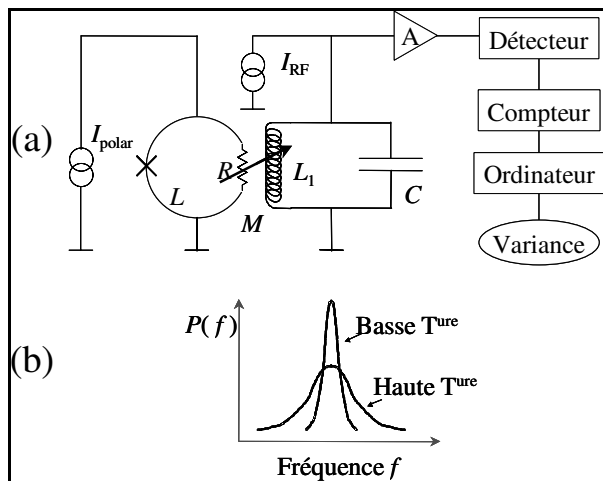 (a)
I_polar
L
R
M
I_RF
L_1
C
A
Détecteur
Compteur
Ordinateur
Variance
(b)
P(f)
Basse T^ure
Haute T^ure
Fréquence f